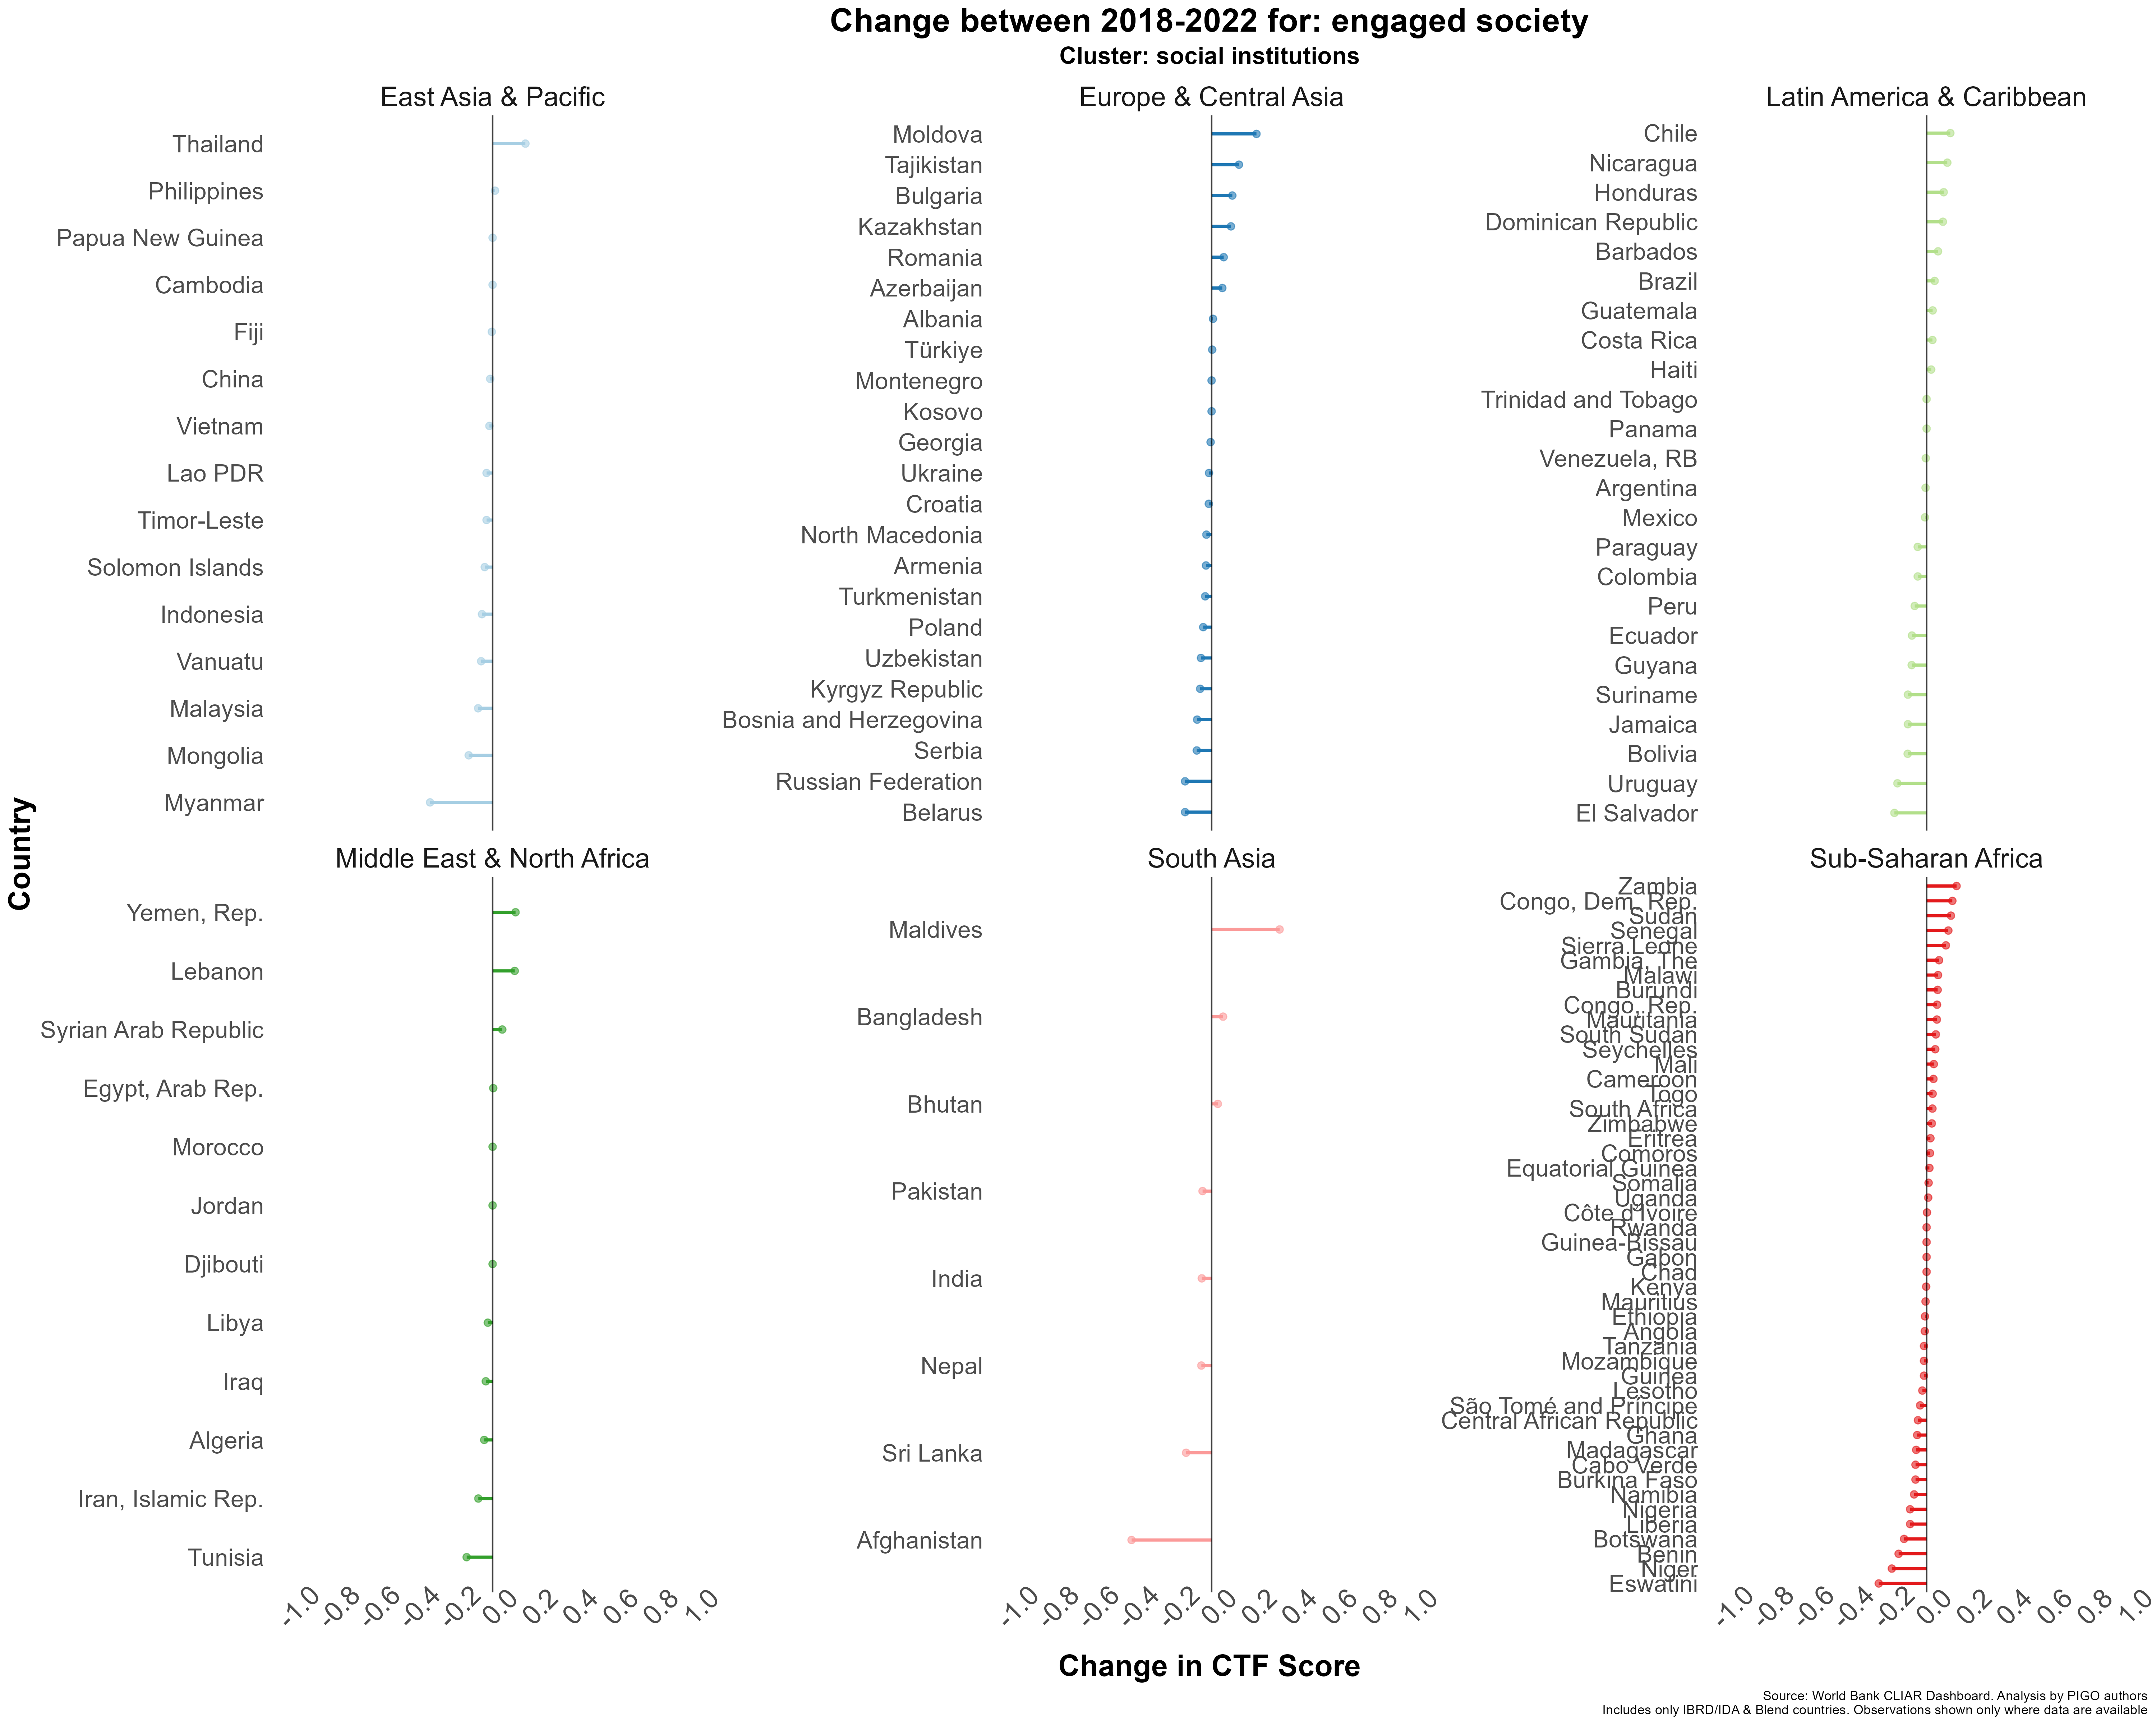 Change between 2018-2022 for: engaged society
Cluster: social institutions
East Asia & Pacific
Thailand
Philippines
Papua New Guinea
Cambodia
Fiji
China
Vietnam
Lao PDR
Timor-Leste
Solomon Islands
Indonesia
Vanuatu
Malaysia
Mongolia
Myanmar
Europe & Central Asia
Moldova
Tajikistan
Bulgaria
Kazakhstan
Romania
Azerbaijan
Albania
Türkiye
Montenegro
Kosovo
Georgia
Ukraine
Croatia
North Macedonia
Armenia
Turkmenistan
Poland
Uzbekistan
Kyrgyz Republic
Bosnia and Herzegovina
Serbia
Russian Federation
Belarus
Latin America & Caribbean
Chile
Nicaragua
Honduras
Dominican Republic
Barbados
Brazil
Guatemala
Costa Rica
Haiti
Trinidad and Tobago
Panama
Venezuela, RB
Argentina
Mexico
Paraguay
Colombia
Peru
Ecuador
Guyana
Suriname
Jamaica
Bolivia
Uruguay
El Salvador
Country
Middle East & North Africa
Yemen, Rep.
Lebanon
Syrian Arab Republic
Egypt, Arab Rep.
Morocco
Jordan
Djibouti
Libya
Iraq
Algeria
Iran, Islamic Rep.
Tunisia
-1.0 -0.8 -0.6 -0.4 -0.2 0.0 0.2 0.4 0.6 0.8 1.0
South Asia
Maldives
Bangladesh
Bhutan
Pakistan
India
Nepal
Sri Lanka
Afghanistan
-1.0 -0.8 -0.6 -0.4 -0.2 0.0 0.2 0.4 0.6 0.8 1.0
Sub-Saharan Africa
Zambia
Congo, Dem. Rep.
Sudan
Senegal
Sierra Leone
Gambia, The
Malawi
Burundi
Congo, Rep.
Mauritania
South Sudan
Seychelles
Mali
Cameroon
Togo
South Africa
Zimbabwe
Eritrea
Comoros
Equatorial Guinea
Somalia
Uganda
Côte d'Ivoire
Rwanda
Guinea-Bissau
Gabon
Chad
Kenya
Mauritius
Ethiopia
Angola
Tanzania
Mozambique
Guinea
Lesotho
São Tomé and Príncipe
Central African Republic
Ghana
Madagascar
Cabo Verde
Burkina Faso
Namibia
Nigeria
Liberia
Botswana
Benin
Niger
Eswatini
-1.0 -0.8 -0.6 -0.4 -0.2 0.0 0.2 0.4 0.6 0.8 1.0
Change in CTF Score
Source: World Bank CLIAR Dashboard. Analysis by PIGO authors
Includes only IBRD/IDA & Blend countries. Observations shown only where data are available